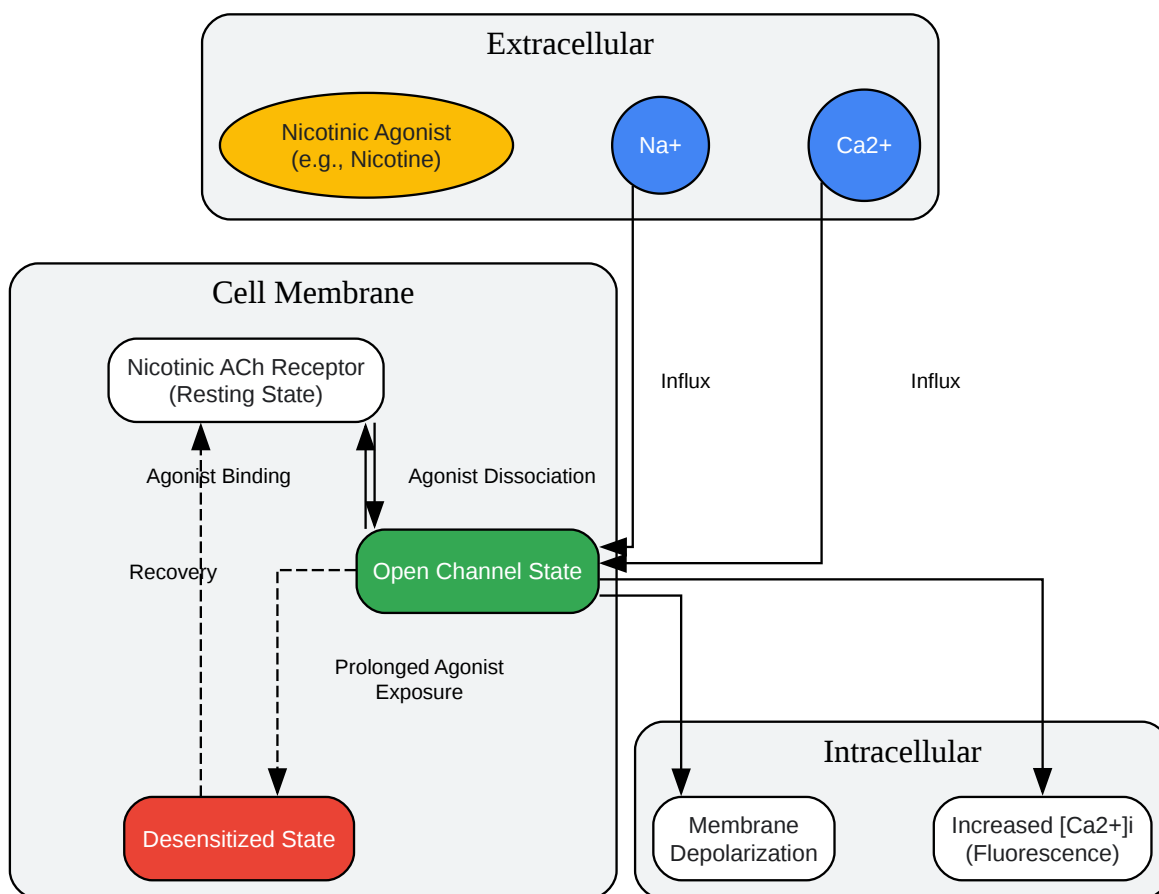 Extracellular
Nicotinic Agonist
(e.g., Nicotine)
Na+
Ca2+
Cell Membrane
Nicotinic ACh Receptor
(Resting State)
Influx
Influx
Agonist Binding
Agonist Dissociation
Recovery
Open Channel State
Prolonged Agonist
Exposure
Intracellular
Desensitized State
Membrane
Depolarization
Increased [Ca2+]i
(Fluorescence)